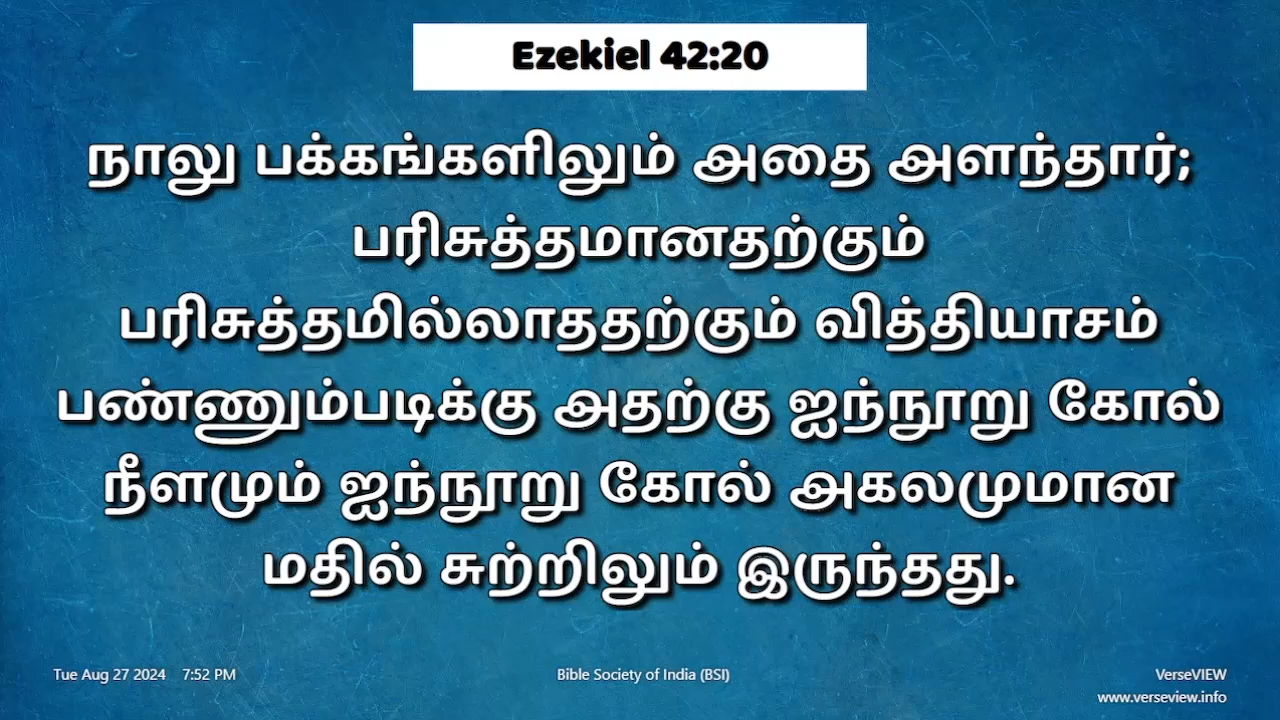 Ezekiel 42:20
நாலு பக்கங்களிலும் அதை அளந்தார்;
பரிசுத்தமானதற்கும்
பரிசுத்தமில்லாததற்கும் வித்தியாசம்
பண்ணும்படிக்கு அதற்கு ஐந்நூறு கோல்
நீளமும் ஐந்நூறு கோல் அகலமுமான
மதில் சுற்றிலும் இருந்தது.
Tue Aug 27 2024 7:52 PM
Bible Society of India (BSI)
VerseVIEW
www.verseview.info